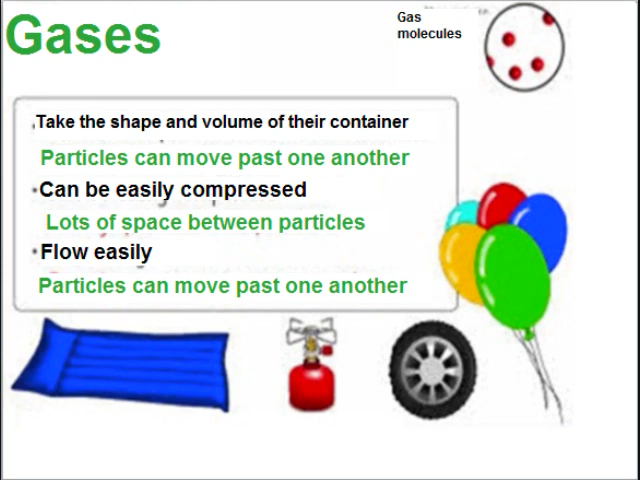 Gases
Gas
molecules
Take the shape and volume of their container
Particles can move past one another
Can be easily compressed
Lots of space between particles
Flow easily
Particles can move past one another